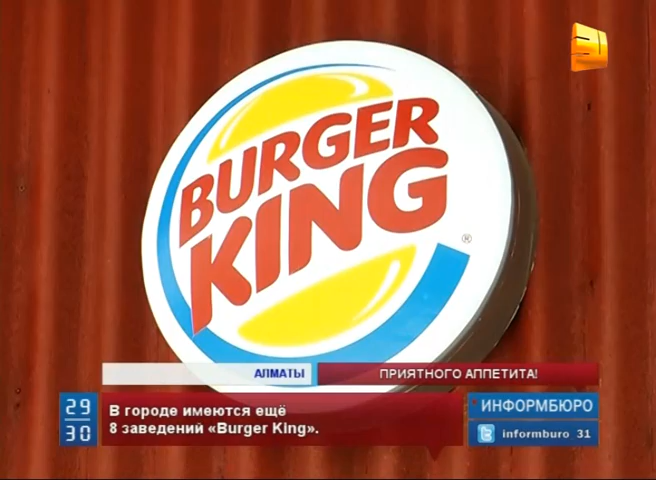 31
BURGER
KING
®
АЛМАТЫ
ПРИЯТНОГО АППЕТИТА!
29
30
В городе имеются ещё
8 заведений «Burger King».
ИНФОРМБЮРО
informburo 31